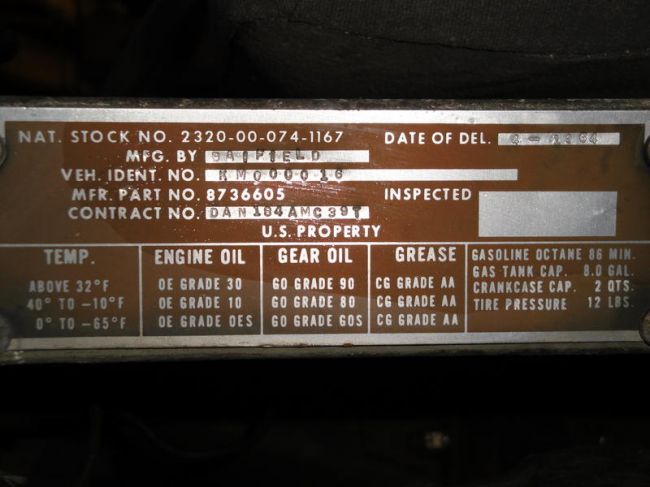 NAT. STOCK NO. 2320-00-074-1167 DATE OF DEL.
MFG. BY
VEH. IDENT. NO. KM000016
MFR. PART NO. 8736605 INSPECTED
CONTRACT NO. DAN164AMC39T
U.S. PROPERTY
TEMP. ENGINE OIL GEAR OIL GREASE
ABOVE 32°F OE GRADE 30 GO GRADE 90 CG GRADE AA
40° TO -10°F OE GRADE 10 GO GRADE 80 CG GRADE AA
0° TO -65°F OE GRADE OES GO GRADE GOS CG GRADE AA
GASOLINE OCTANE 86 MIN.
GAS TANK CAP. 8.0 GAL.
CRANKCASE CAP. 2 QTS.
TIRE PRESSURE 12 LBS.